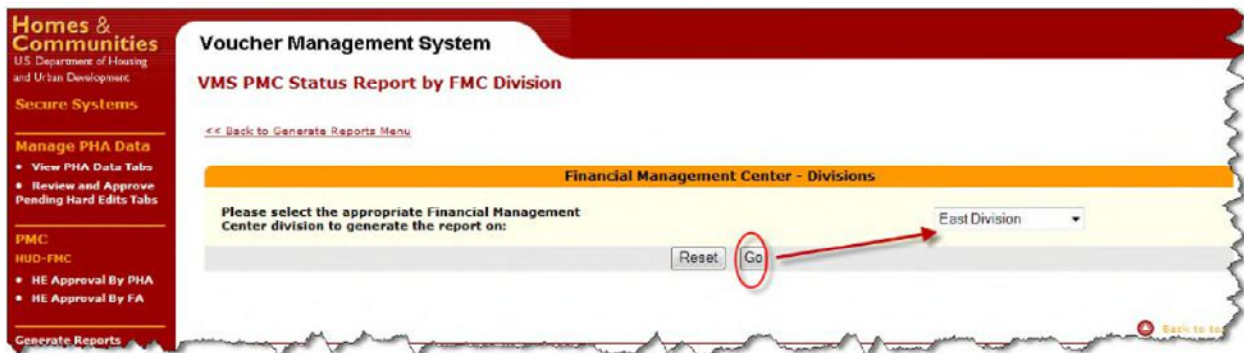 Homes &
Communities
U.S. Department of Housing
and Urban Development
Secure Systems
Manage PHA Data
• View PHA Data Tabs
• Review and Approve
Pending Hard Edits Tabs
PMC
HUD-FMC
• HE Approval By PHA
• HE Approval By FA
Generate Reports
Voucher Management System
VMS PMC Status Report by FMC Division
<< Back to Generate Reports Menu
Financial Management Center - Divisions
Please select the appropriate Financial Management
Center division to generate the report on:
East Division
Reset Go
Back to top